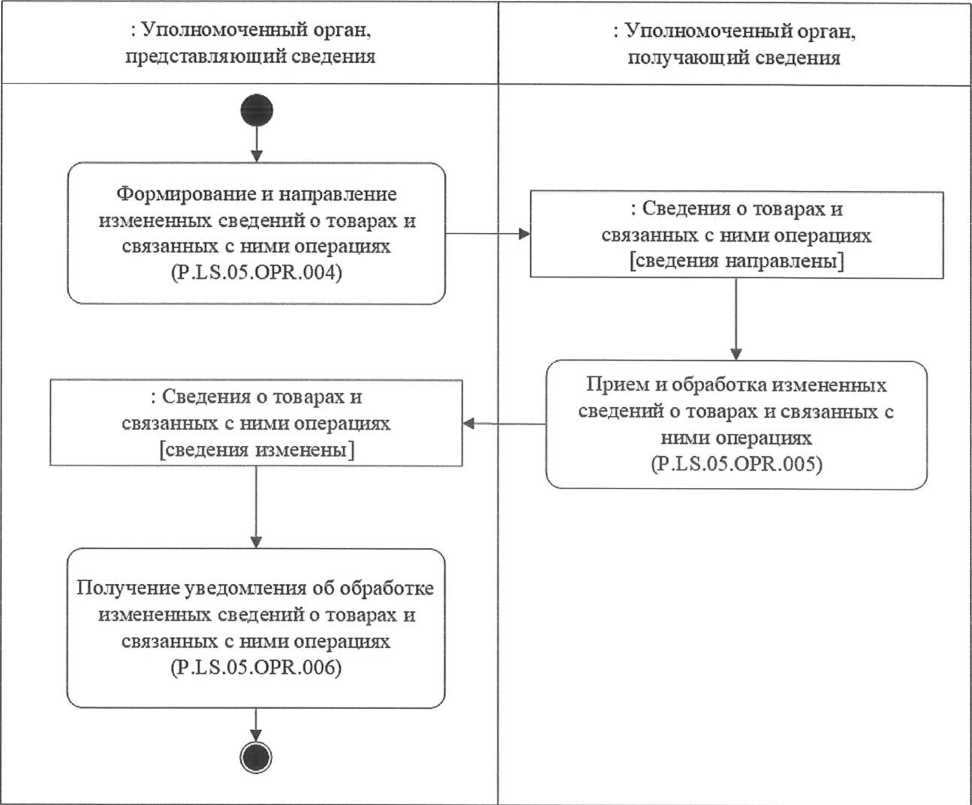 : Уполномоченный орган,
представляющий сведения
: Уполномоченный орган,
получающий сведения
Формирование и направление
измененных сведений о товарах и
связанных с ними операциях
(P.LS.05.OPR.004)
: Сведения о товарах и
связанных с ними операциях
[сведения направлены]
Прием и обработка измененных
сведений о товарах и связанных с
ними операциях
(P.LS.05.OPR.005)
: Сведения о товарах и
связанных с ними операциях
[сведения изменены]
Получение уведомления об обработке
измененных сведений о товарах и
связанных с ними операциях
(P.LS.05.OPR.006)